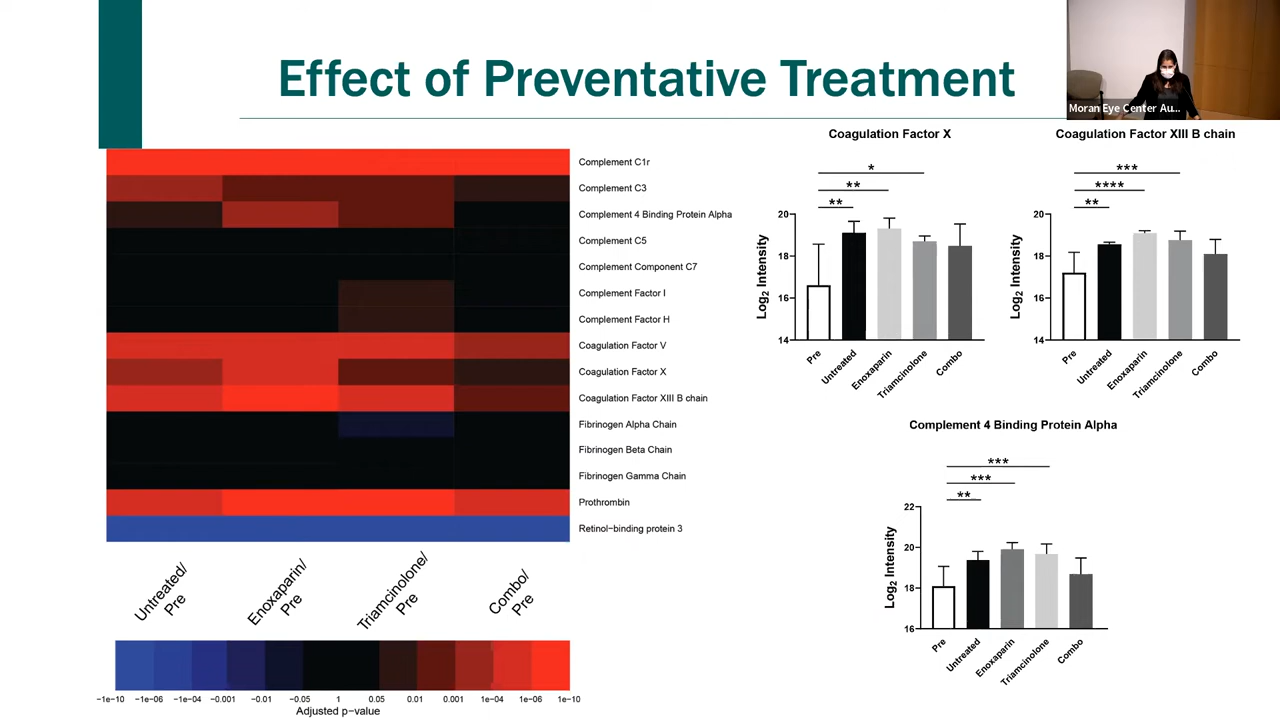 Effect of Preventative Treatment
Moran Eye Center Au...
Complement C1r
Complement C3
Complement 4 Binding Protein Alpha
Complement C5
Complement Component C7
Complement Factor I
Complement Factor H
Coagulation Factor V
Coagulation Factor X
Coagulation Factor XIII B chain
Fibrinogen Alpha Chain
Fibrinogen Beta Chain
Fibrinogen Gamma Chain
Prothrombin
Retinol−binding protein 3
Untreated/
Pre
Enoxaparin/
Pre
Triamcinolone/
Pre
Combo/
Pre
−1e−10 −1e−06 −1e−04 −0.001 −0.01 −0.05 1 0.05 0.01 0.001 1e−04 1e−06 1e−10
Adjusted p−value
Coagulation Factor X
*
**
**
20
18
16
14
Log2 Intensity
Pre
Untreated
Enoxaparin
Triamcinolone
Combo
Coagulation Factor XIII B chain
***
****
**
20
18
16
14
Log2 Intensity
Pre
Untreated
Enoxaparin
Triamcinolone
Combo
Complement 4 Binding Protein Alpha
***
***
**
22
20
18
16
Log2 Intensity
Pre
Untreated
Enoxaparin
Triamcinolone
Combo